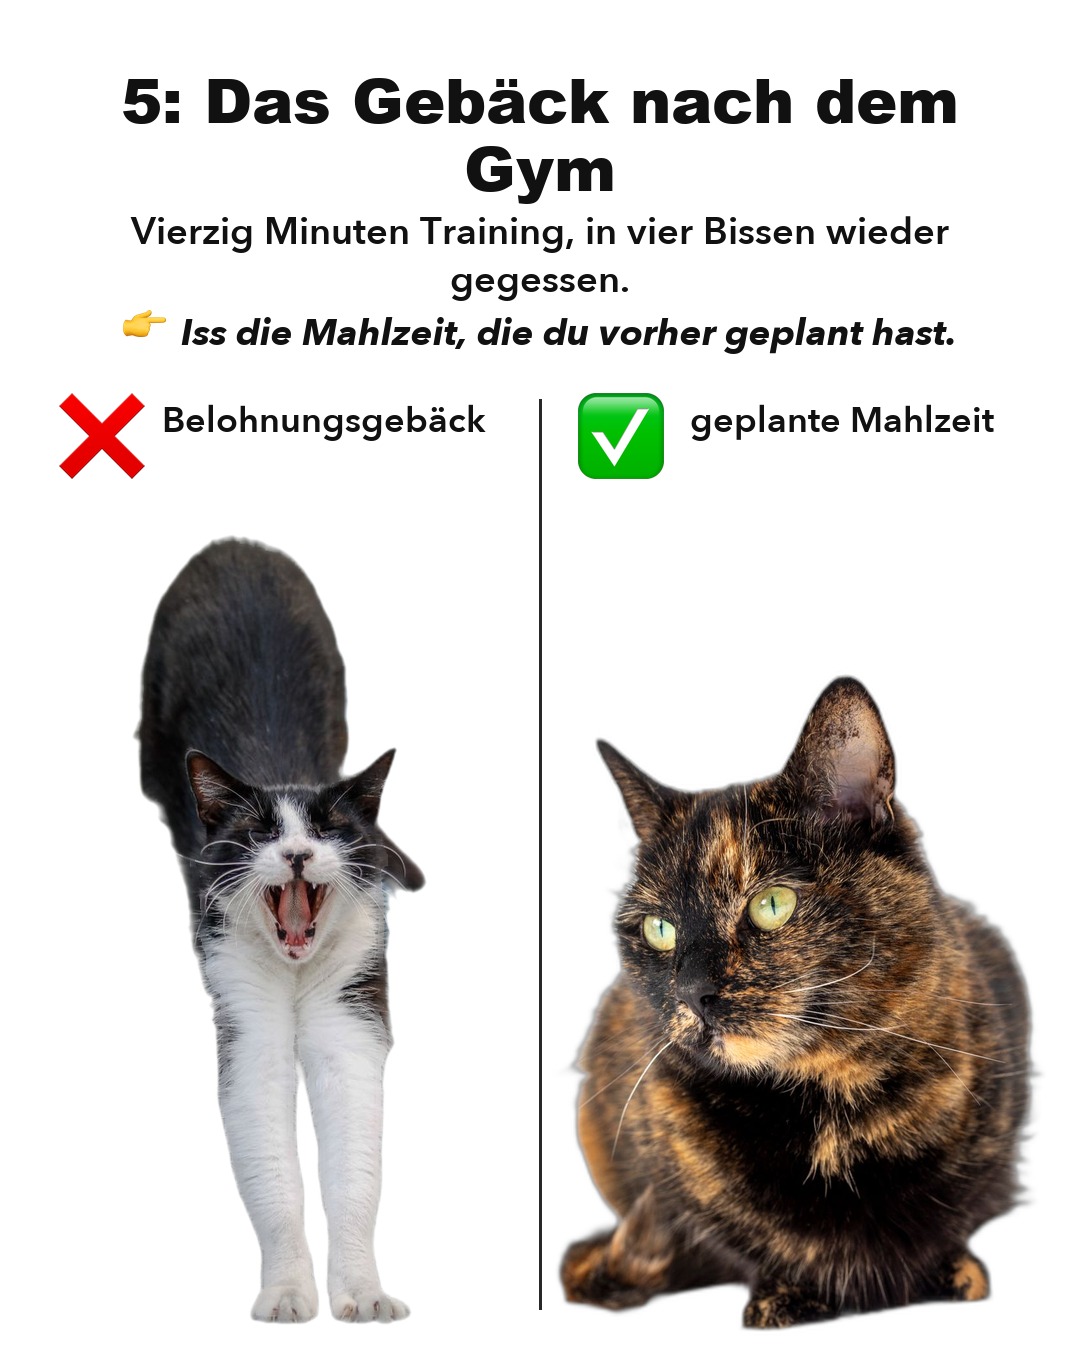 5: Das Gebäck nach dem
Gym
Vierzig Minuten Training, in vier Bissen wieder
gegessen.
👉 Iss die Mahlzeit, die du vorher geplant hast.
❌ Belohnungsgebäck
✅ geplante Mahlzeit